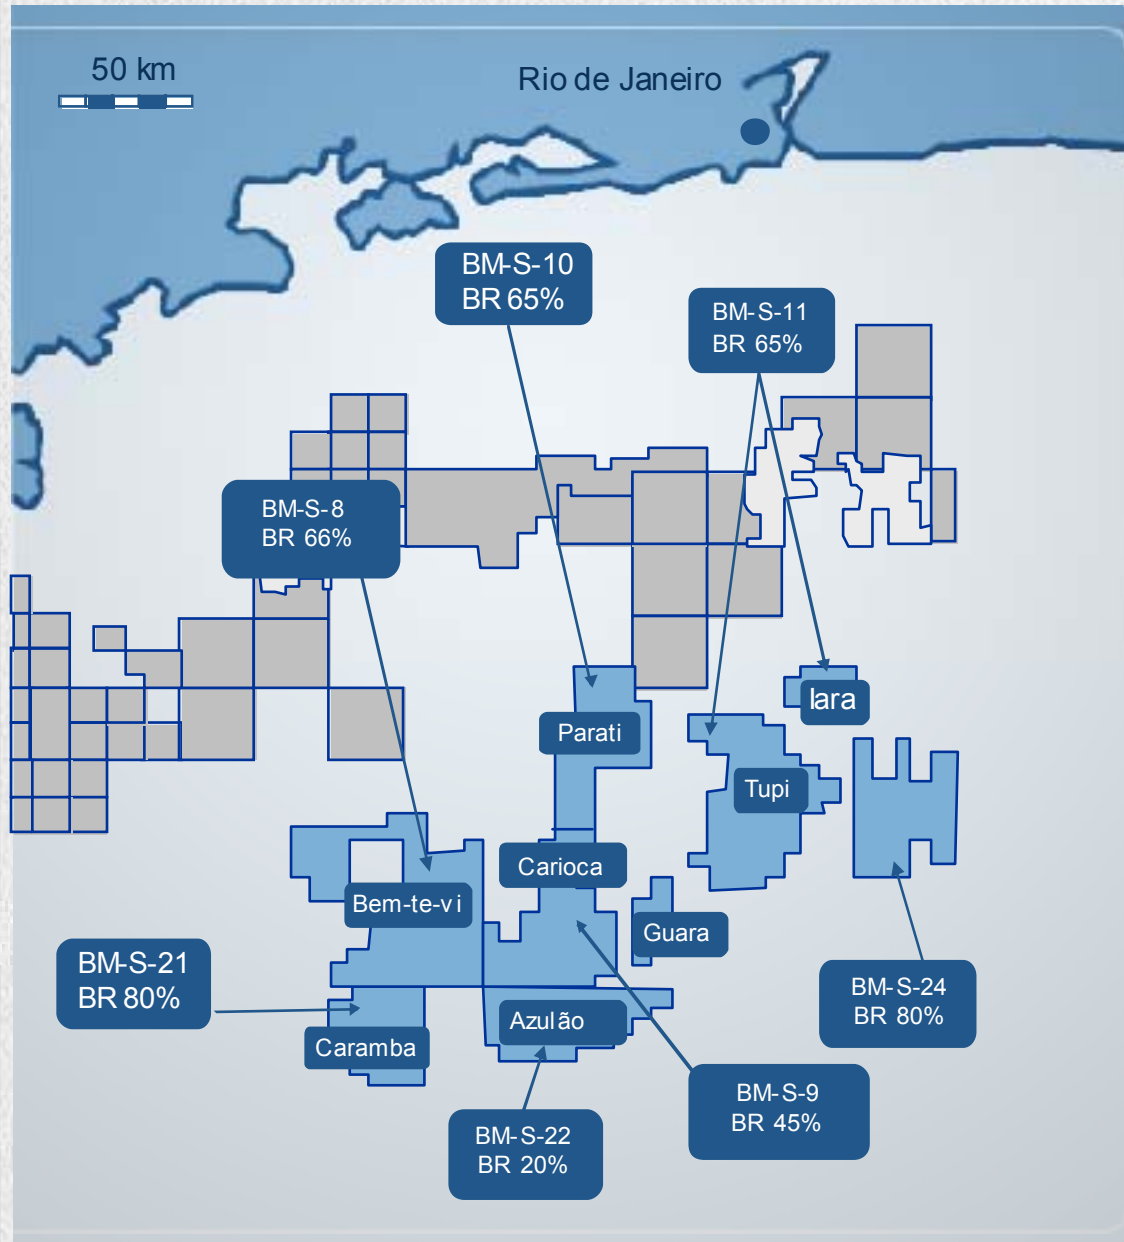 50 km
Rio de Janeiro
BM-S-10
BR 65%
BM-S-11
BR 65%
BM-S-8
BR 66%
Iara
Parati
Tupi
Carioca
Bem-te-vi
Guara
BM-S-21
BR 80%
BM-S-24
BR 80%
Azulão
Caramba
BM-S-9
BR 45%
BM-S-22
BR 20%